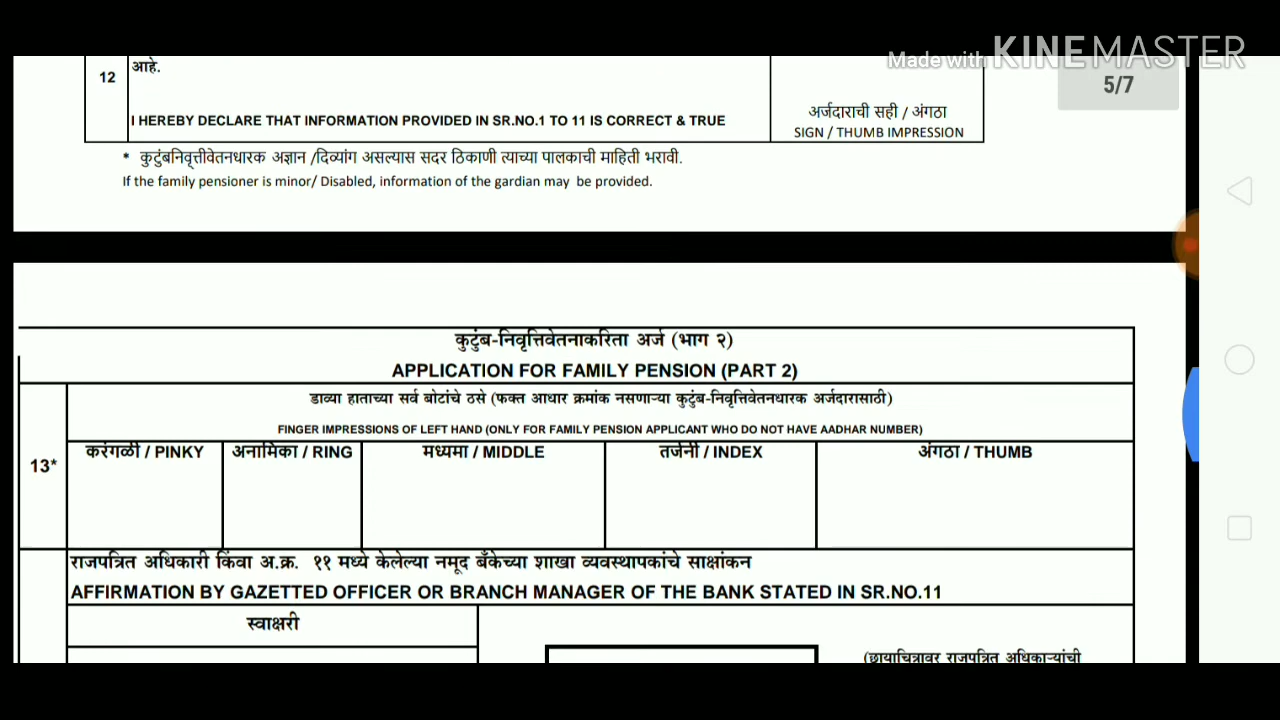 Made with KINEMASTER
5/7
आहे.
12
अर्जदाराची सही / अंगठा
I HEREBY DECLARE THAT INFORMATION PROVIDED IN SR.NO.1 TO 11 IS CORRECT & TRUE
SIGN / THUMB IMPRESSION
* कुटुंबनिवृत्तीवेतनधारक अज्ञान /दिव्यांग असल्यास सदर ठिकाणी त्याच्या पालकाची माहिती भरावी.
If the family pensioner is minor/ Disabled, information of the gardian may be provided.
कुटुंब-निवृत्तिवेतनाकरिता अर्ज (भाग २)
APPLICATION FOR FAMILY PENSION (PART 2)
डाव्या हाताच्या सर्व बोटांचे ठसे (फक्त आधार क्रमांक नसणाऱ्या कुटुंब-निवृत्तिवेतनधारक अर्जदारासाठी)
FINGER IMPRESSIONS OF LEFT HAND (ONLY FOR FAMILY PENSION APPLICANT WHO DO NOT HAVE AADHAR NUMBER)
करंगळी / PINKY अनामिका / RING मध्यमा / MIDDLE तर्जनी / INDEX अंगठा / THUMB
13*
राजपत्रित अधिकारी किंवा अ.क्र. ११ मध्ये केलेल्या नमूद बँकेच्या शाखा व्यवस्थापकांचे साक्षांकन
AFFIRMATION BY GAZETTED OFFICER OR BRANCH MANAGER OF THE BANK STATED IN SR.NO.11
स्वाक्षरी
(छायाचित्रावर राजपत्रित अधिकाऱ्यांची